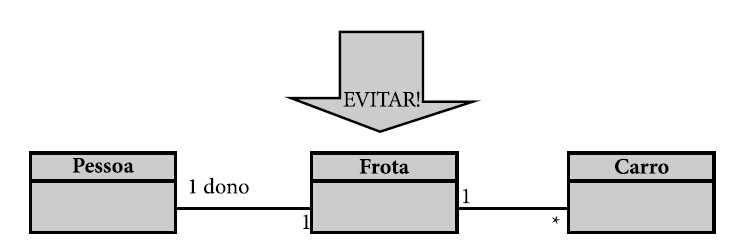 EVITAR!
Pessoa
Frota
Carro
1 dono
1
1
*